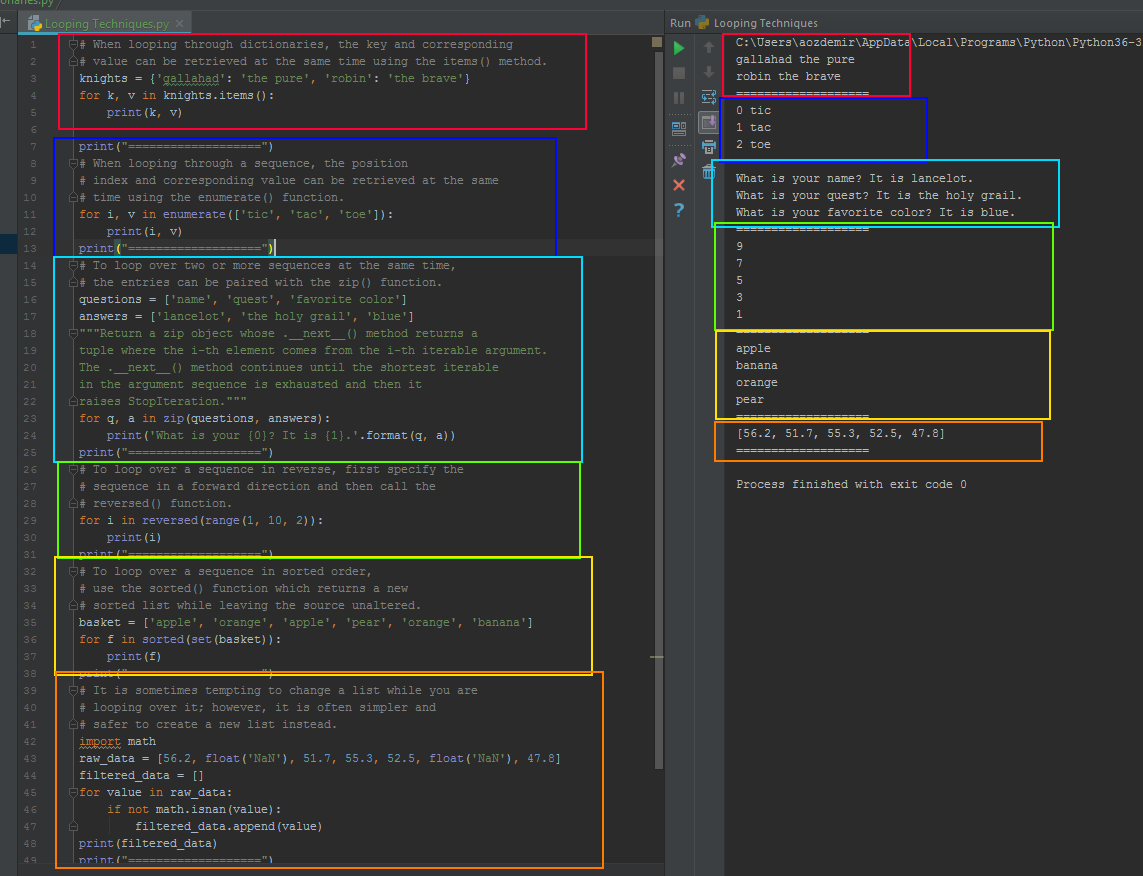 onaries.py
Looping Techniques.py
1 # When looping through dictionaries, the key and corresponding
2 # value can be retrieved at the same time using the items() method.
3 knights = {'gallahad': 'the pure', 'robin': 'the brave'}
4 for k, v in knights.items():
5     print(k, v)
6
7 print("===================")
8 # When looping through a sequence, the position
9 # index and corresponding value can be retrieved at the same
10 # time using the enumerate() function.
11 for i, v in enumerate(['tic', 'tac', 'toe']):
12     print(i, v)
13 print("===================")
14 # To loop over two or more sequences at the same time,
15 # the entries can be paired with the zip() function.
16 questions = ['name', 'quest', 'favorite color']
17 answers = ['lancelot', 'the holy grail', 'blue']
18 """Return a zip object whose .__next__() method returns a
19 tuple where the i-th element comes from the i-th iterable argument.
20 The .__next__() method continues until the shortest iterable
21 in the argument sequence is exhausted and then it
22 raises StopIteration."""
23 for q, a in zip(questions, answers):
24     print('What is your {0}? It is {1}.'.format(q, a))
25 print("===================")
26 # To loop over a sequence in reverse, first specify the
27 # sequence in a forward direction and then call the
28 # reversed() function.
29 for i in reversed(range(1, 10, 2)):
30     print(i)
31 print("===================")
32 # To loop over a sequence in sorted order,
33 # use the sorted() function which returns a new
34 # sorted list while leaving the source unaltered.
35 basket = ['apple', 'orange', 'apple', 'pear', 'orange', 'banana']
36 for f in sorted(set(basket)):
37     print(f)
38 print("===================")
39 # It is sometimes tempting to change a list while you are
40 # looping over it; however, it is often simpler and
41 # safer to create a new list instead.
42 import math
43 raw_data = [56.2, float('NaN'), 51.7, 55.3, 52.5, float('NaN'), 47.8]
44 filtered_data = []
45 for value in raw_data:
46     if not math.isnan(value):
47         filtered_data.append(value)
48 print(filtered_data)
49 print("===================")
Run Looping Techniques
C:\Users\aozdemir\AppData\Local\Programs\Python\Python36-3
gallahad the pure
robin the brave
===================
0 tic
1 tac
2 toe
What is your name? It is lancelot.
What is your quest? It is the holy grail.
What is your favorite color? It is blue.
===================
9
7
5
3
1
===================
apple
banana
orange
pear
===================
[56.2, 51.7, 55.3, 52.5, 47.8]
===================
Process finished with exit code 0